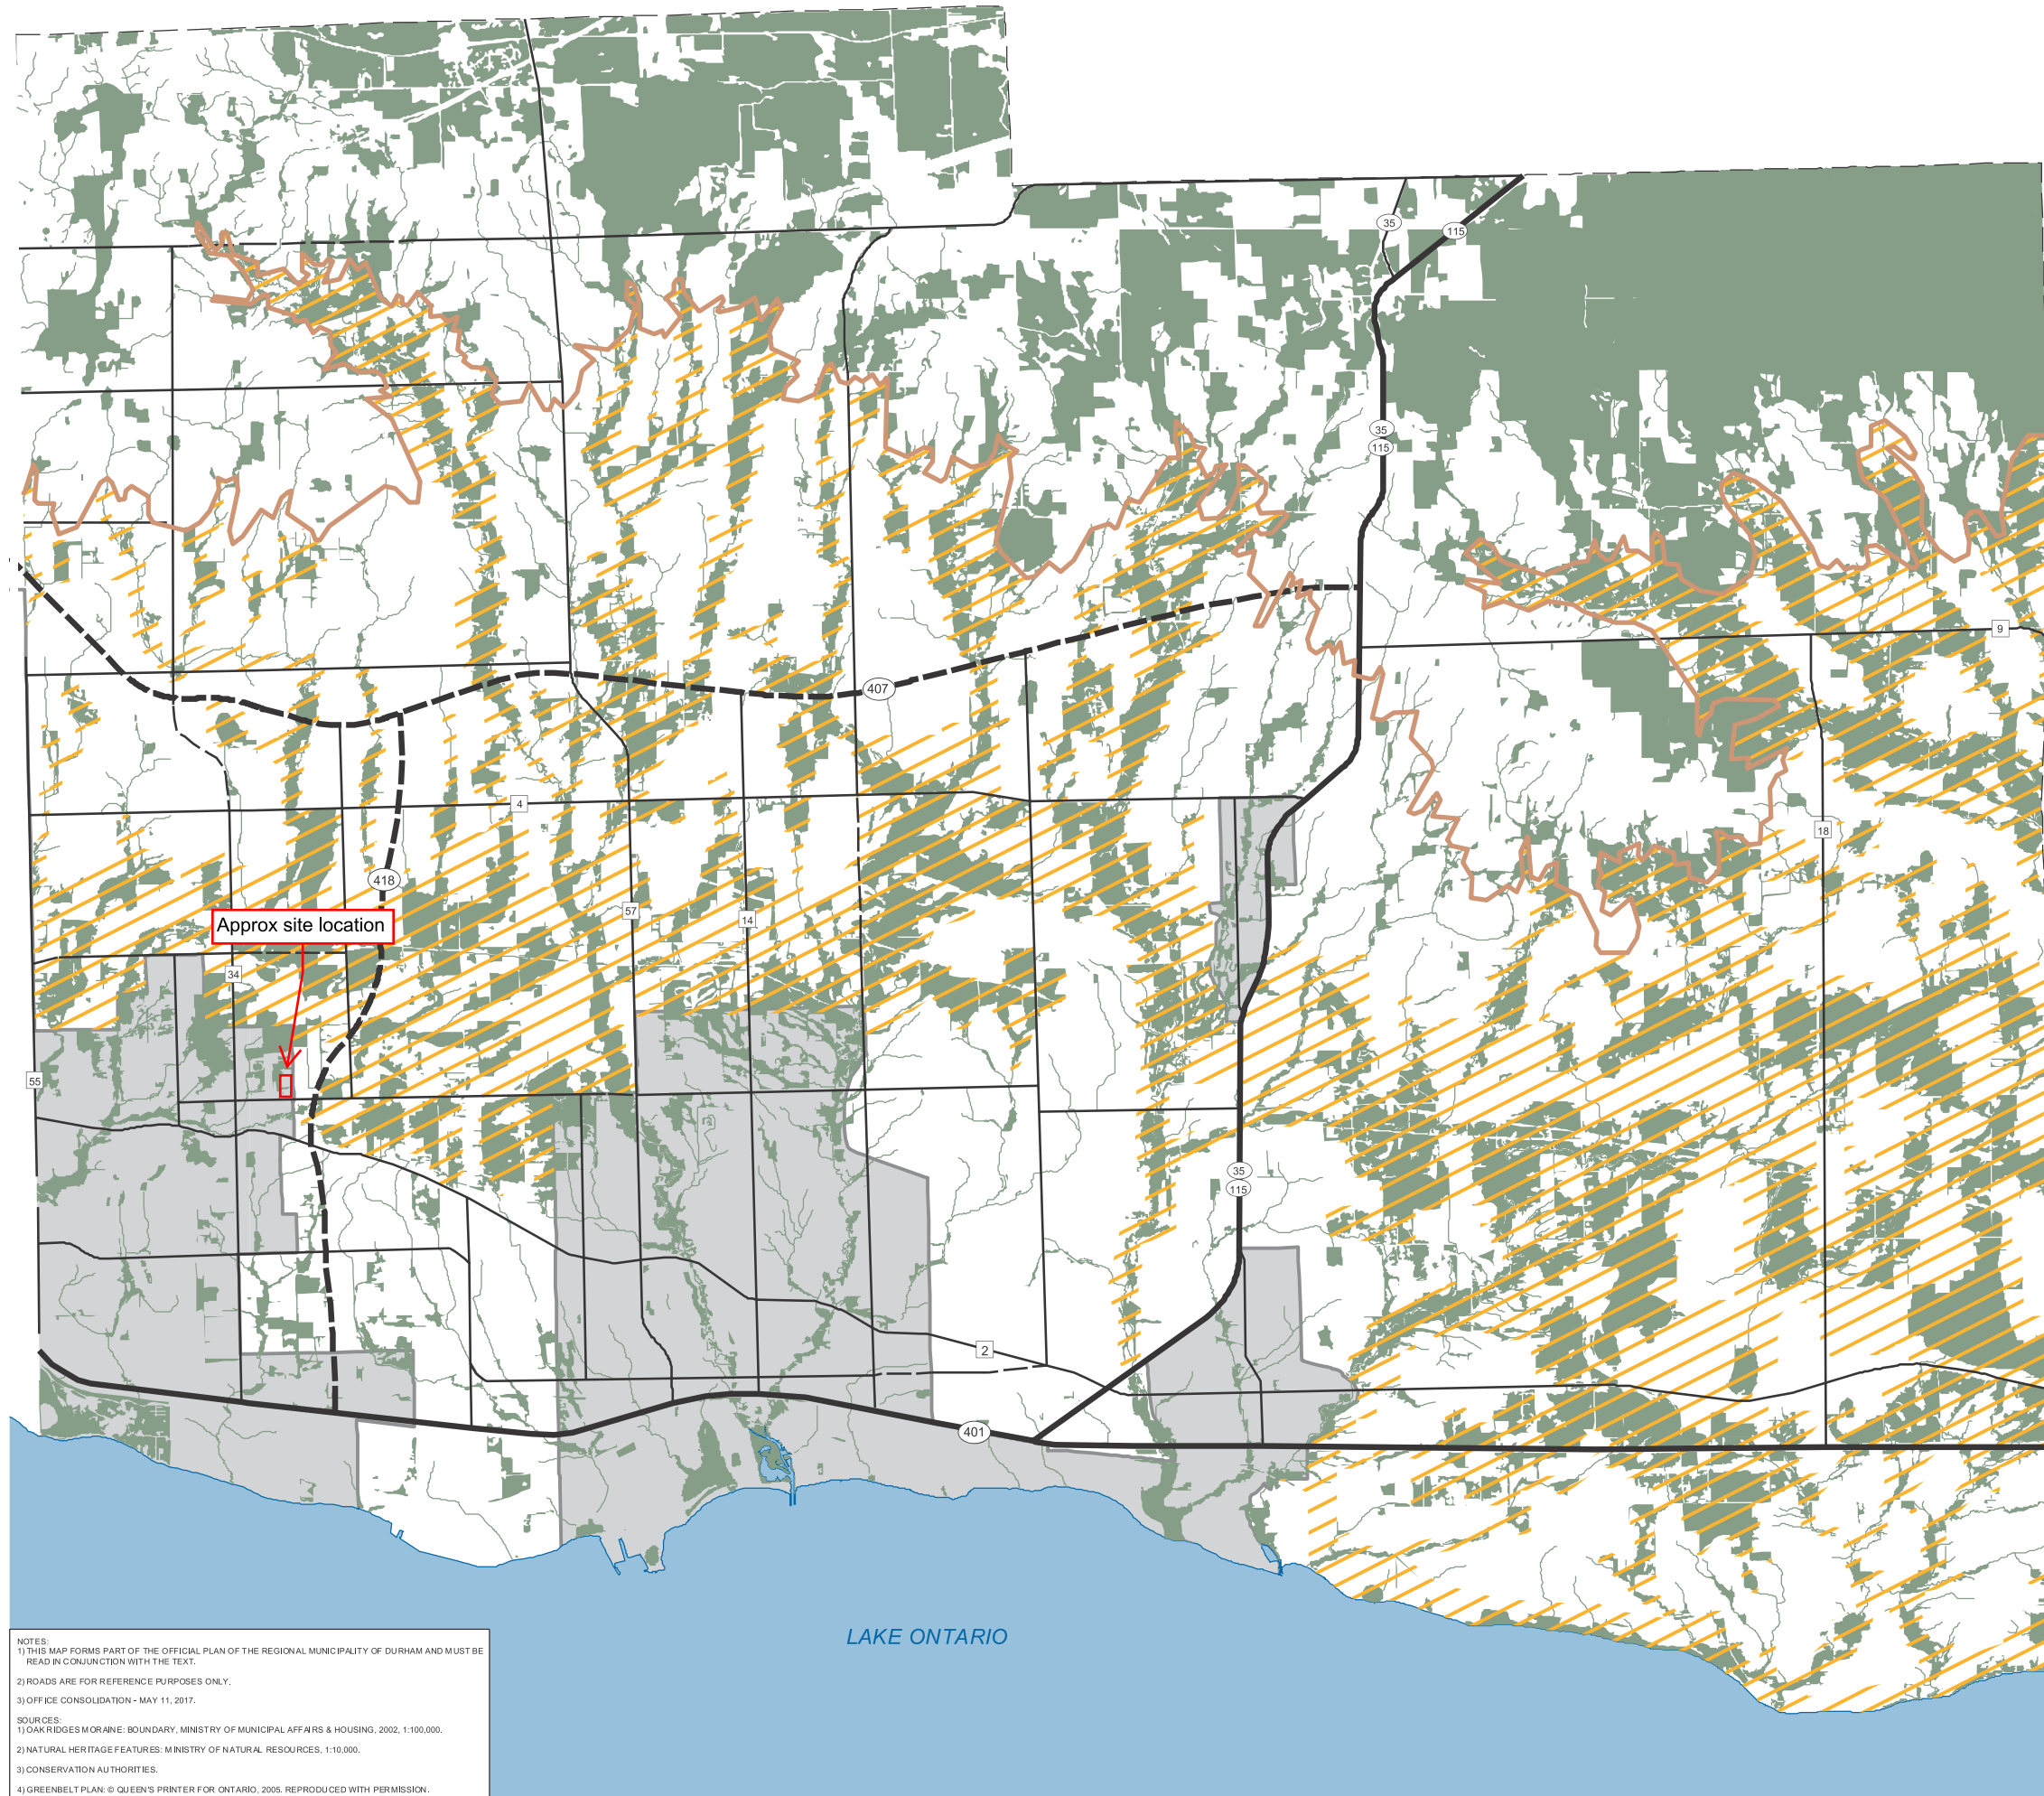 35
115
35
115
9
407
4
18
418
57
14
Approx site location
34
55
35
115
2
401
LAKE ONTARIO
NOTES:
1) THIS MAP FORMS PART OF THE OFFICIAL PLAN OF THE REGIONAL MUNICIPALITY OF DURHAM AND MUST BE
READ IN CONJUNCTION WITH THE TEXT.
2) ROADS ARE FOR REFERENCE PURPOSES ONLY.
3) OFFICE CONSOLIDATION - MAY 11, 2017.
SOURCES:
1) OAK RIDGES MORAINE: BOUNDARY, MINISTRY OF MUNICIPAL AFFAIRS & HOUSING, 2002, 1:100,000.
2) NATURAL HERITAGE FEATURES: MINISTRY OF NATURAL RESOURCES, 1:10,000.
3) CONSERVATION AUTHORITIES.
4) GREENBELT PLAN: © QUEEN'S PRINTER FOR ONTARIO, 2005. REPRODUCED WITH PERMISSION.